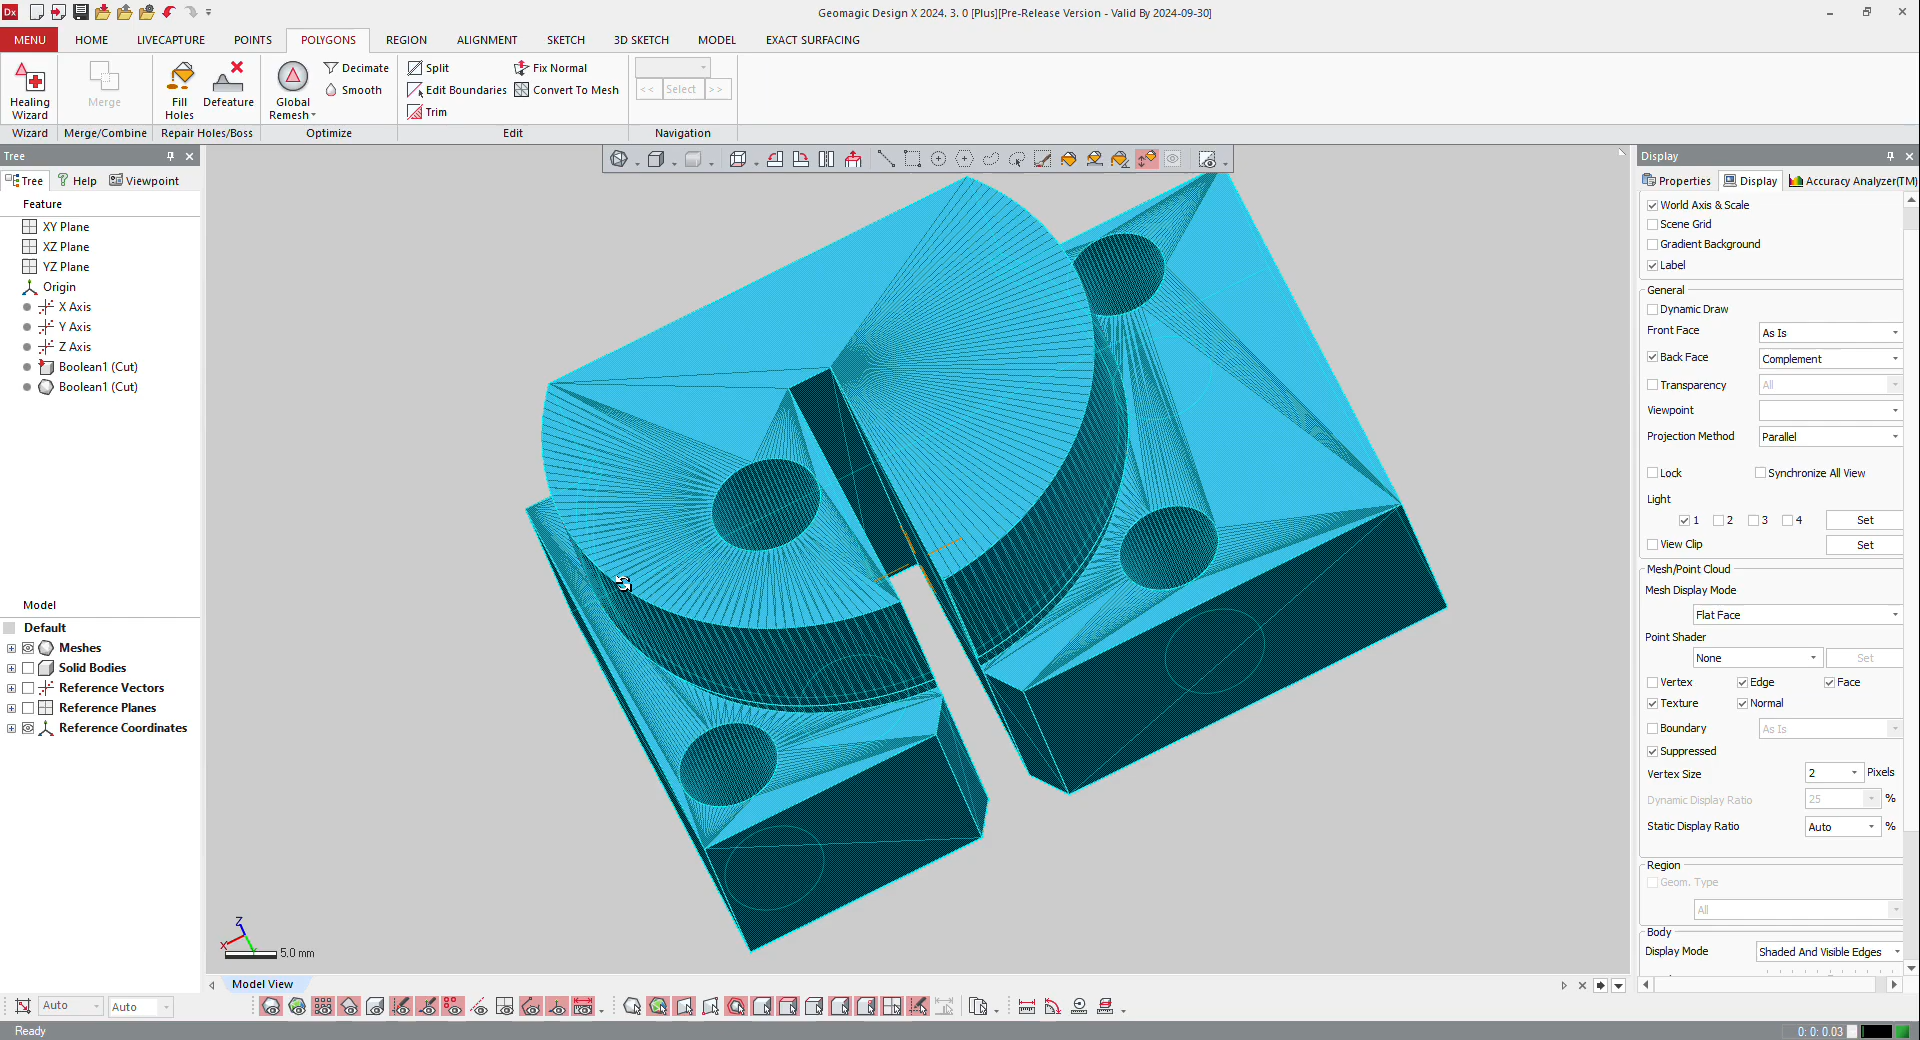 Dx
Geomagic Design X 2024. 3. 0 [Plus][Pre-Release Version - Valid By 2024-09-30]
MENU HOME LIVECAPTURE POINTS POLYGONS REGION ALIGNMENT SKETCH 3D SKETCH MODEL EXACT SURFACING
Healing Wizard
Merge
Fill Holes
Defeature
Global Remesh
Decimate
Smooth
Split
Edit Boundaries
Trim
Fix Normal
Convert To Mesh
<< Select >>
Wizard Merge/Combine Repair Holes/Boss Optimize Edit Navigation
Tree
Tree Help Viewpoint
Feature
XY Plane
XZ Plane
YZ Plane
Origin
X Axis
Y Axis
Z Axis
Boolean1 (Cut)
Boolean1 (Cut)
Model
Default
Meshes
Solid Bodies
Reference Vectors
Reference Planes
Reference Coordinates
Z
X
5.0 mm
Model View
Display
Properties Display Accuracy Analyzer(TM)
World Axis & Scale
Scene Grid
Gradient Background
Label
General
Dynamic Draw
Front Face As Is
Back Face Complement
Transparency All
Viewpoint
Projection Method Parallel
Lock Synchronize All View
Light
1 2 3 4 Set
View Clip Set
Mesh/Point Cloud
Mesh Display Mode
Flat Face
Point Shader
None Set
Vertex Edge Face
Texture Normal
Boundary As Is
Suppressed
Vertex Size 2 Pixels
Dynamic Display Ratio 25 %
Static Display Ratio Auto %
Region
Geom. Type
All
Body
Display Mode Shaded And Visible Edges
Auto Auto
Ready
0: 0: 0.03